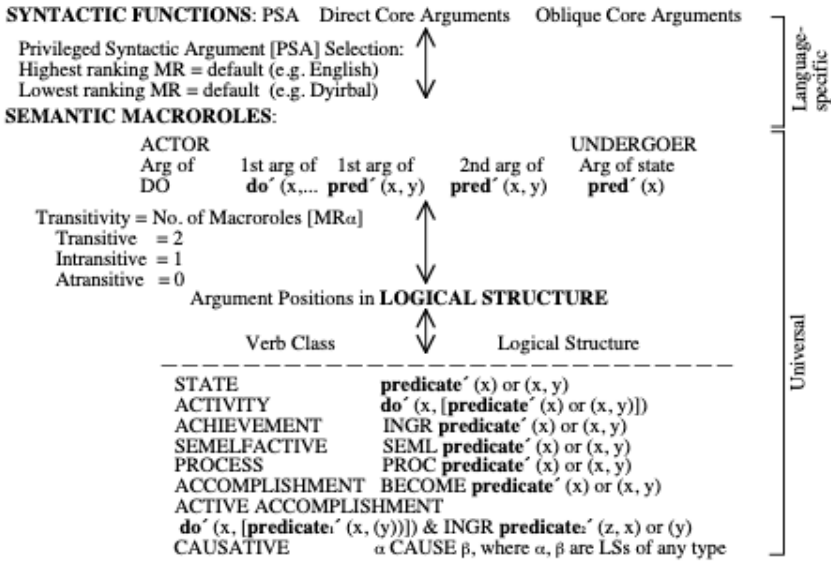 SYNTACTIC FUNCTIONS: PSA Direct Core Arguments Oblique Core Arguments
Privileged Syntactic Argument [PSA] Selection:
Highest ranking MR = default (e.g. English)
Lowest ranking MR = default (e.g. Dyirbal)
Language-specific
SEMANTIC MACROROLES:
ACTOR UNDERGOER
Arg of 1st arg of 1st arg of 2nd arg of Arg of state
DO do´ (x,... pred´ (x, y) pred´ (x, y) pred´ (x)
Transitivity = No. of Macroroles [MRα]
Transitive = 2
Intransitive = 1
Atransitive = 0
Argument Positions in LOGICAL STRUCTURE
Verb Class Logical Structure
STATE predicate´ (x) or (x, y)
ACTIVITY do´ (x, [predicate´ (x) or (x, y)])
ACHIEVEMENT INGR predicate´ (x) or (x, y)
SEMELFACTIVE SEML predicate´ (x) or (x, y)
PROCESS PROC predicate´ (x) or (x, y)
ACCOMPLISHMENT BECOME predicate´ (x) or (x, y)
ACTIVE ACCOMPLISHMENT
do´ (x, [predicate₁´ (x, (y))]) & INGR predicate₂´ (z, x) or (y)
CAUSATIVE α CAUSE β, where α, β are LSs of any type
Universal